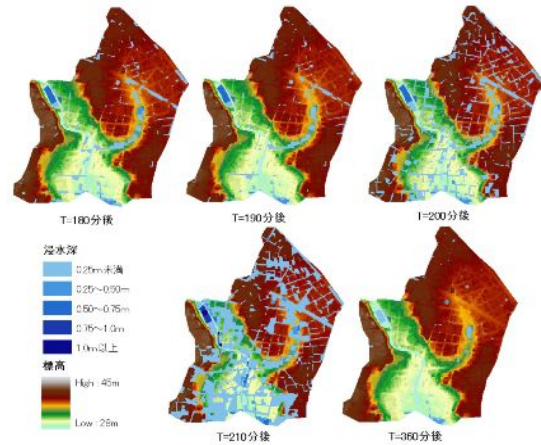 T=180分後
T=190分後
T=200分後
浸水深
0.25m未満
0.25~0.50m
0.50~0.75m
0.75~1.0m
1.0m以上
標高
High : 45m
Low : 28m
T=210分後
T=360分後